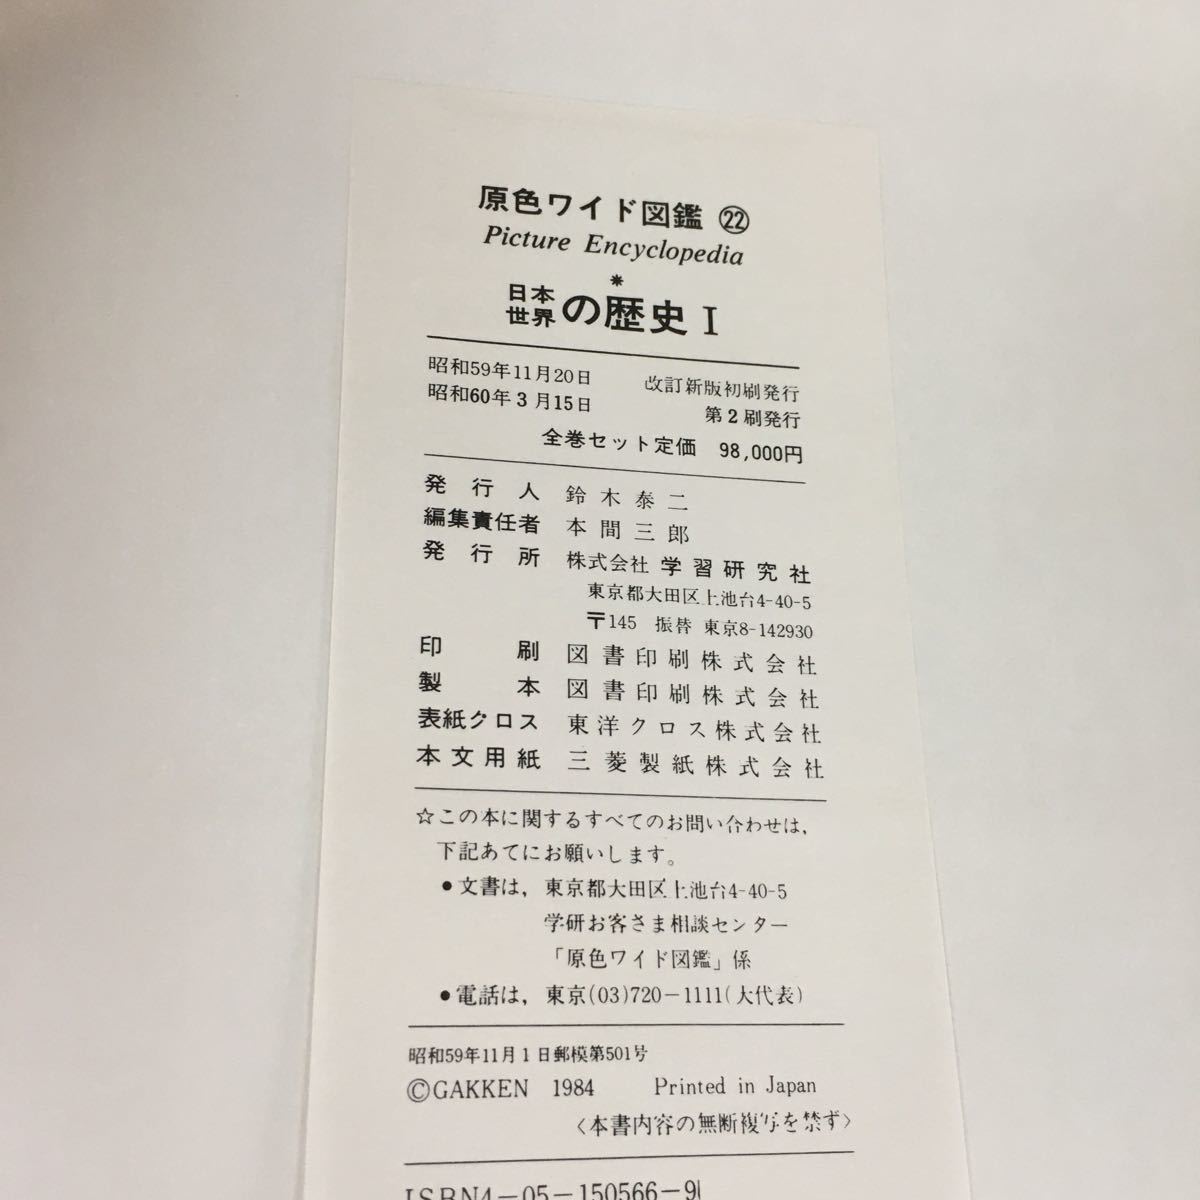 原色ワイド図鑑 ㉒
Picture Encyclopedia
*
日本
世界 の歴史 I
昭和59年11月20日 改訂新版初刷発行
昭和60年3月15日 第2刷発行
全巻セット定価 98,000円
発行人 鈴木泰二
編集責任者 本間三郎
発行所 株式会社 学習研究社
東京都大田区上池台4-40-5
〒145 振替 東京8-142930
印刷 図書印刷株式会社
製本 図書印刷株式会社
表紙クロス 東洋クロス株式会社
本文用紙 三菱製紙株式会社
☆この本に関するすべてのお問い合わせは,
下記あてにお願いします。
●文書は, 東京都大田区上池台4-40-5
学研お客さま相談センター
「原色ワイド図鑑」係
●電話は, 東京(03)720-1111(大代表)
昭和59年11月1日郵模第501号
©GAKKEN 1984 Printed in Japan
〈本書内容の無断複写を禁ず〉
ISBN4-05-150566-9